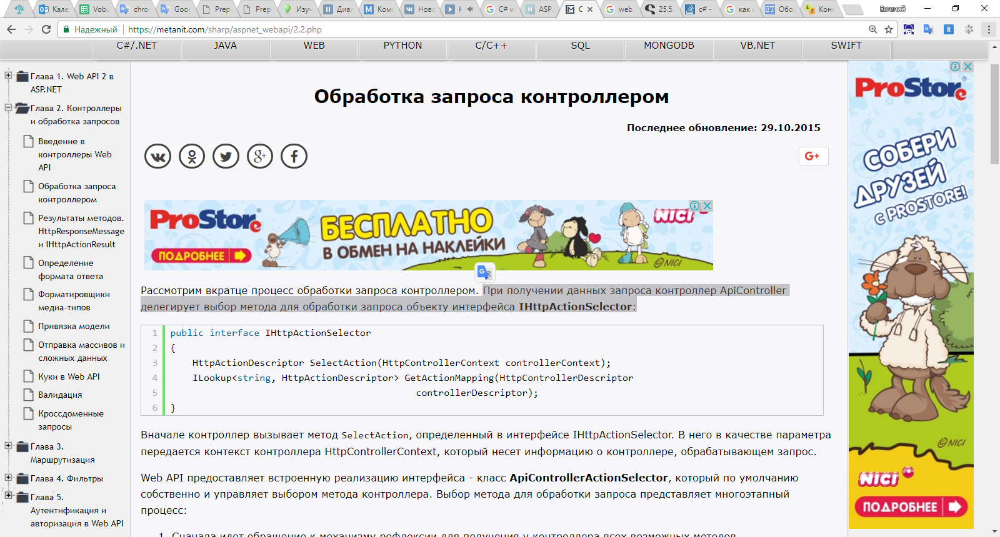 Кале
Vobu
chro
Goog
Prep
Prep
Изуч
Диал
Комс
Ново
Н
C# w
ASP.
С
web
25.5.
c# -
как и
Обор
Конс
Евгений
Надежный
https://metanit.com/sharp/aspnet_webapi/2.2.php
C#/.NET
JAVA
WEB
PYTHON
C/C++
SQL
MONGODB
VB.NET
SWIFT
Глава 1. Web API 2 в
ASP.NET
Глава 2. Контроллеры
и обработка запросов
Введение в
контроллеры Web
API
Обработка запроса
контроллером
Результаты методов.
HttpResponseMessage
и IHttpActionResult
Определение
формата ответа
Форматировщики
медиа-типов
Привязка модели
Отправка массивов и
сложных данных
Куки в Web API
Валидация
Кроссдоменные
запросы
Глава 3.
Маршрутизация
Глава 4. Фильтры
Глава 5.
Аутентификация и
авторизация в Web API
Обработка запроса контроллером
Последнее обновление: 29.10.2015
G+
ProStore
ПОДРОБНЕЕ
БЕСПЛАТНО
В ОБМЕН НА НАКЛЕЙКИ
NICI
©NICI
Рассмотрим вкратце процесс обработки запроса контроллером. При получении данных запроса контроллер ApiController
делегирует выбор метода для обработки запроса объекту интерфейса IHttpActionSelector:
1 public interface IHttpActionSelector
2 {
3 HttpActionDescriptor SelectAction(HttpControllerContext controllerContext);
4 ILookup<string, HttpActionDescriptor> GetActionMapping(HttpControllerDescriptor
5 controllerDescriptor);
6 }
Вначале контроллер вызывает метод SelectAction, определенный в интерфейсе IHttpActionSelector. В него в качестве параметра
передается контекст контроллера HttpControllerContext, который несет информацию о контроллере, обрабатывающем запрос.
Web API предоставляет встроенную реализацию интерфейса - класс ApiControllerActionSelector, который по умолчанию
собственно и управляет выбором метода контроллера. Выбор метода для обработки запроса представляет многоэтапный
процесс:
1. Сначала идет обращение к механизму рефлексии для получения у контроллера всех возможных методов
ProStore
СОБЕРИ
ДРУЗЕЙ
с PROSTORE!
©NICI
NICI
ПОДРОБНЕЕ